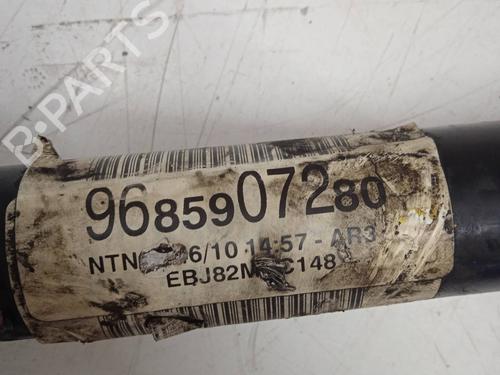 B-PARTS
9685907280
NTN 6/10 14:57 - AR3
EBJ82M C148